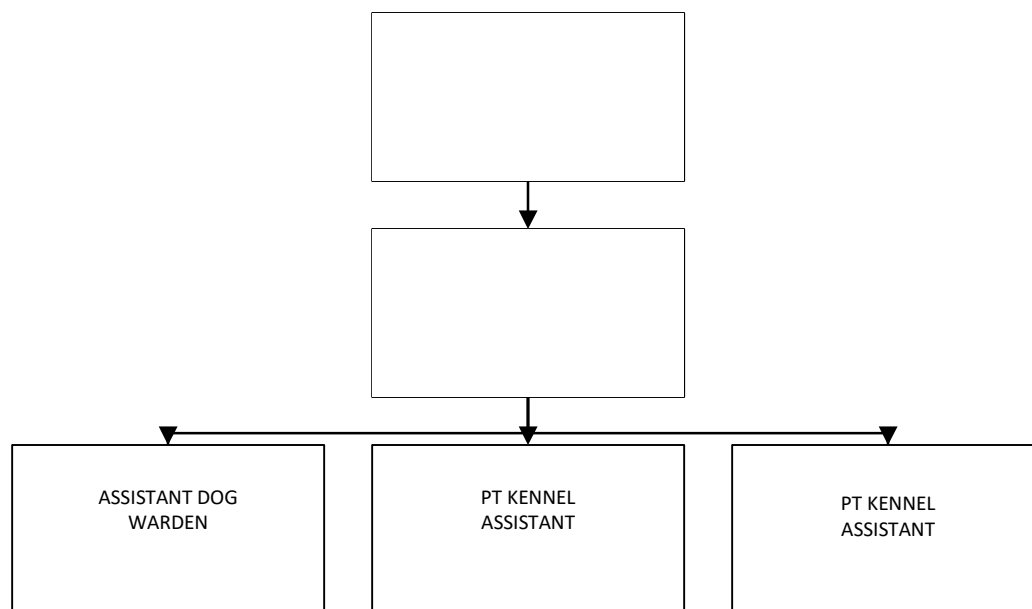 ASSISTANT DOG
WARDEN
PT KENNEL
ASSISTANT
PT KENNEL
ASSISTANT